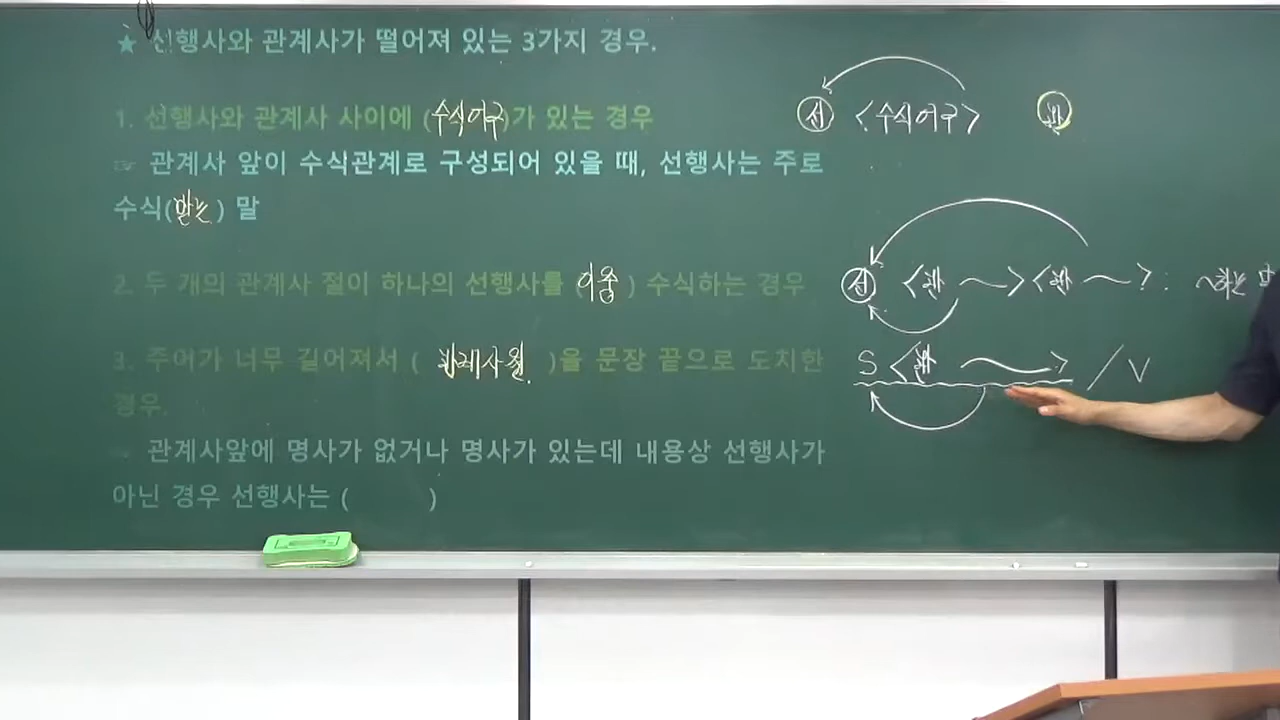 ★ 선행사와 관계사가 떨어져 있는 3가지 경우.
1. 선행사와 관계사 사이에 (수식어구)가 있는 경우
☞ 관계사 앞이 수식관계로 구성되어 있을 때, 선행사는 주로
수식(받는) 말
2. 두 개의 관계사 절이 하나의 선행사를 (이중) 수식하는 경우
3. 주어가 너무 길어져서 ( 관계사절 )을 문장 끝으로 도치한
경우.
관계사앞에 명사가 없거나 명사가 있는데 내용상 선행사가
아닌 경우 선행사는 ( )
선 <수식어구> 관
선 <관 ~> <관 ~> : ~하는
S <관 ~> / V